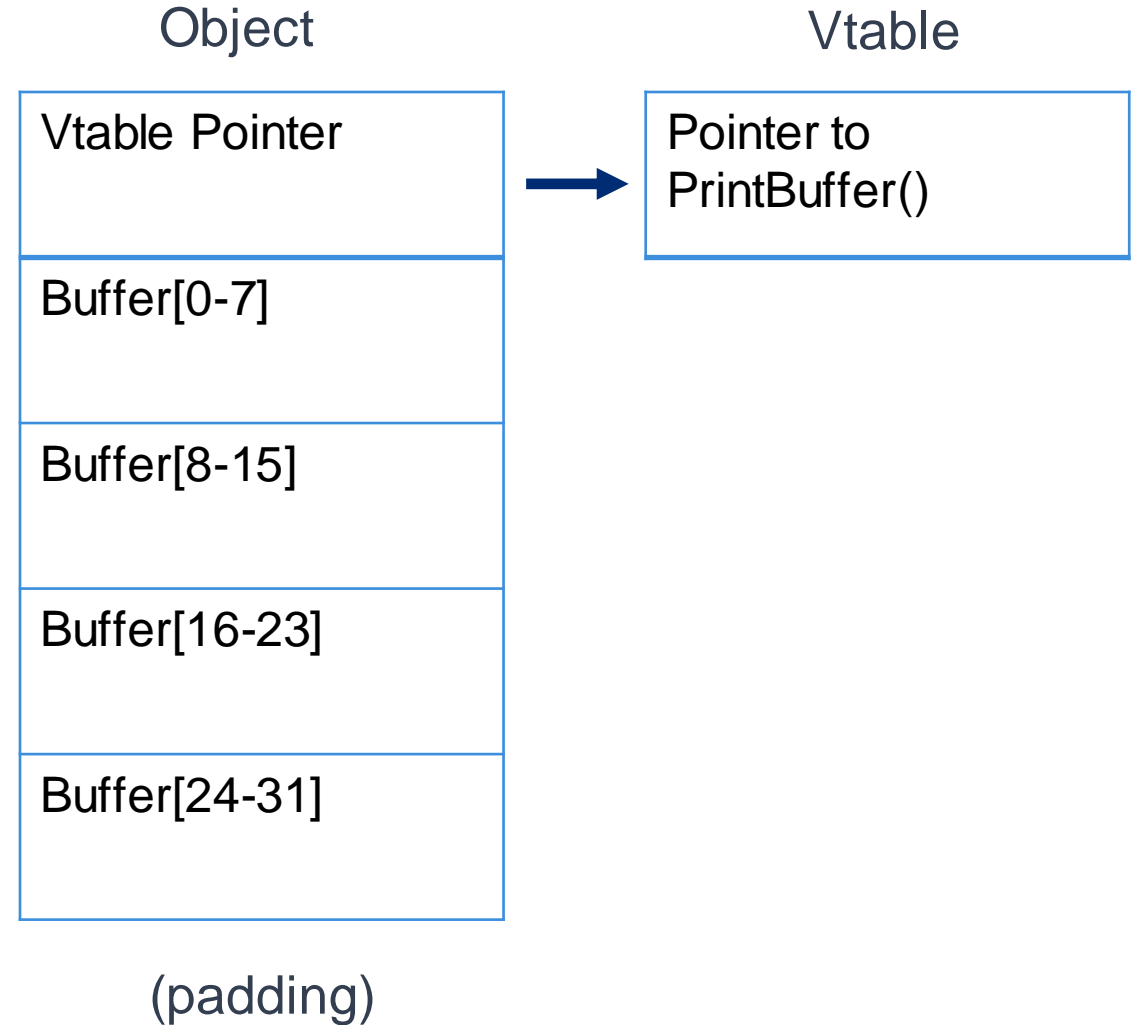 Object
Vtable
Vtable Pointer
Pointer to
PrintBuffer()
Buffer[0-7]
Buffer[8-15]
Buffer[16-23]
Buffer[24-31]
(padding)